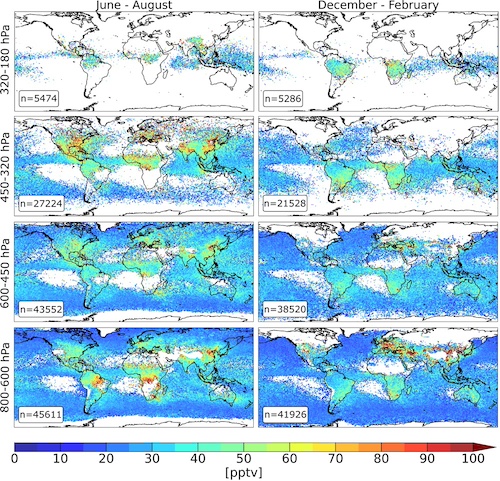 June - August
December - February
320-180 hPa
n=5474
n=5286
450-320 hPa
n=27224
n=21528
600-450 hPa
n=43552
n=38520
800-600 hPa
n=45611
n=41926
0 10 20 30 40 50 60 70 80 90 100
[pptv]